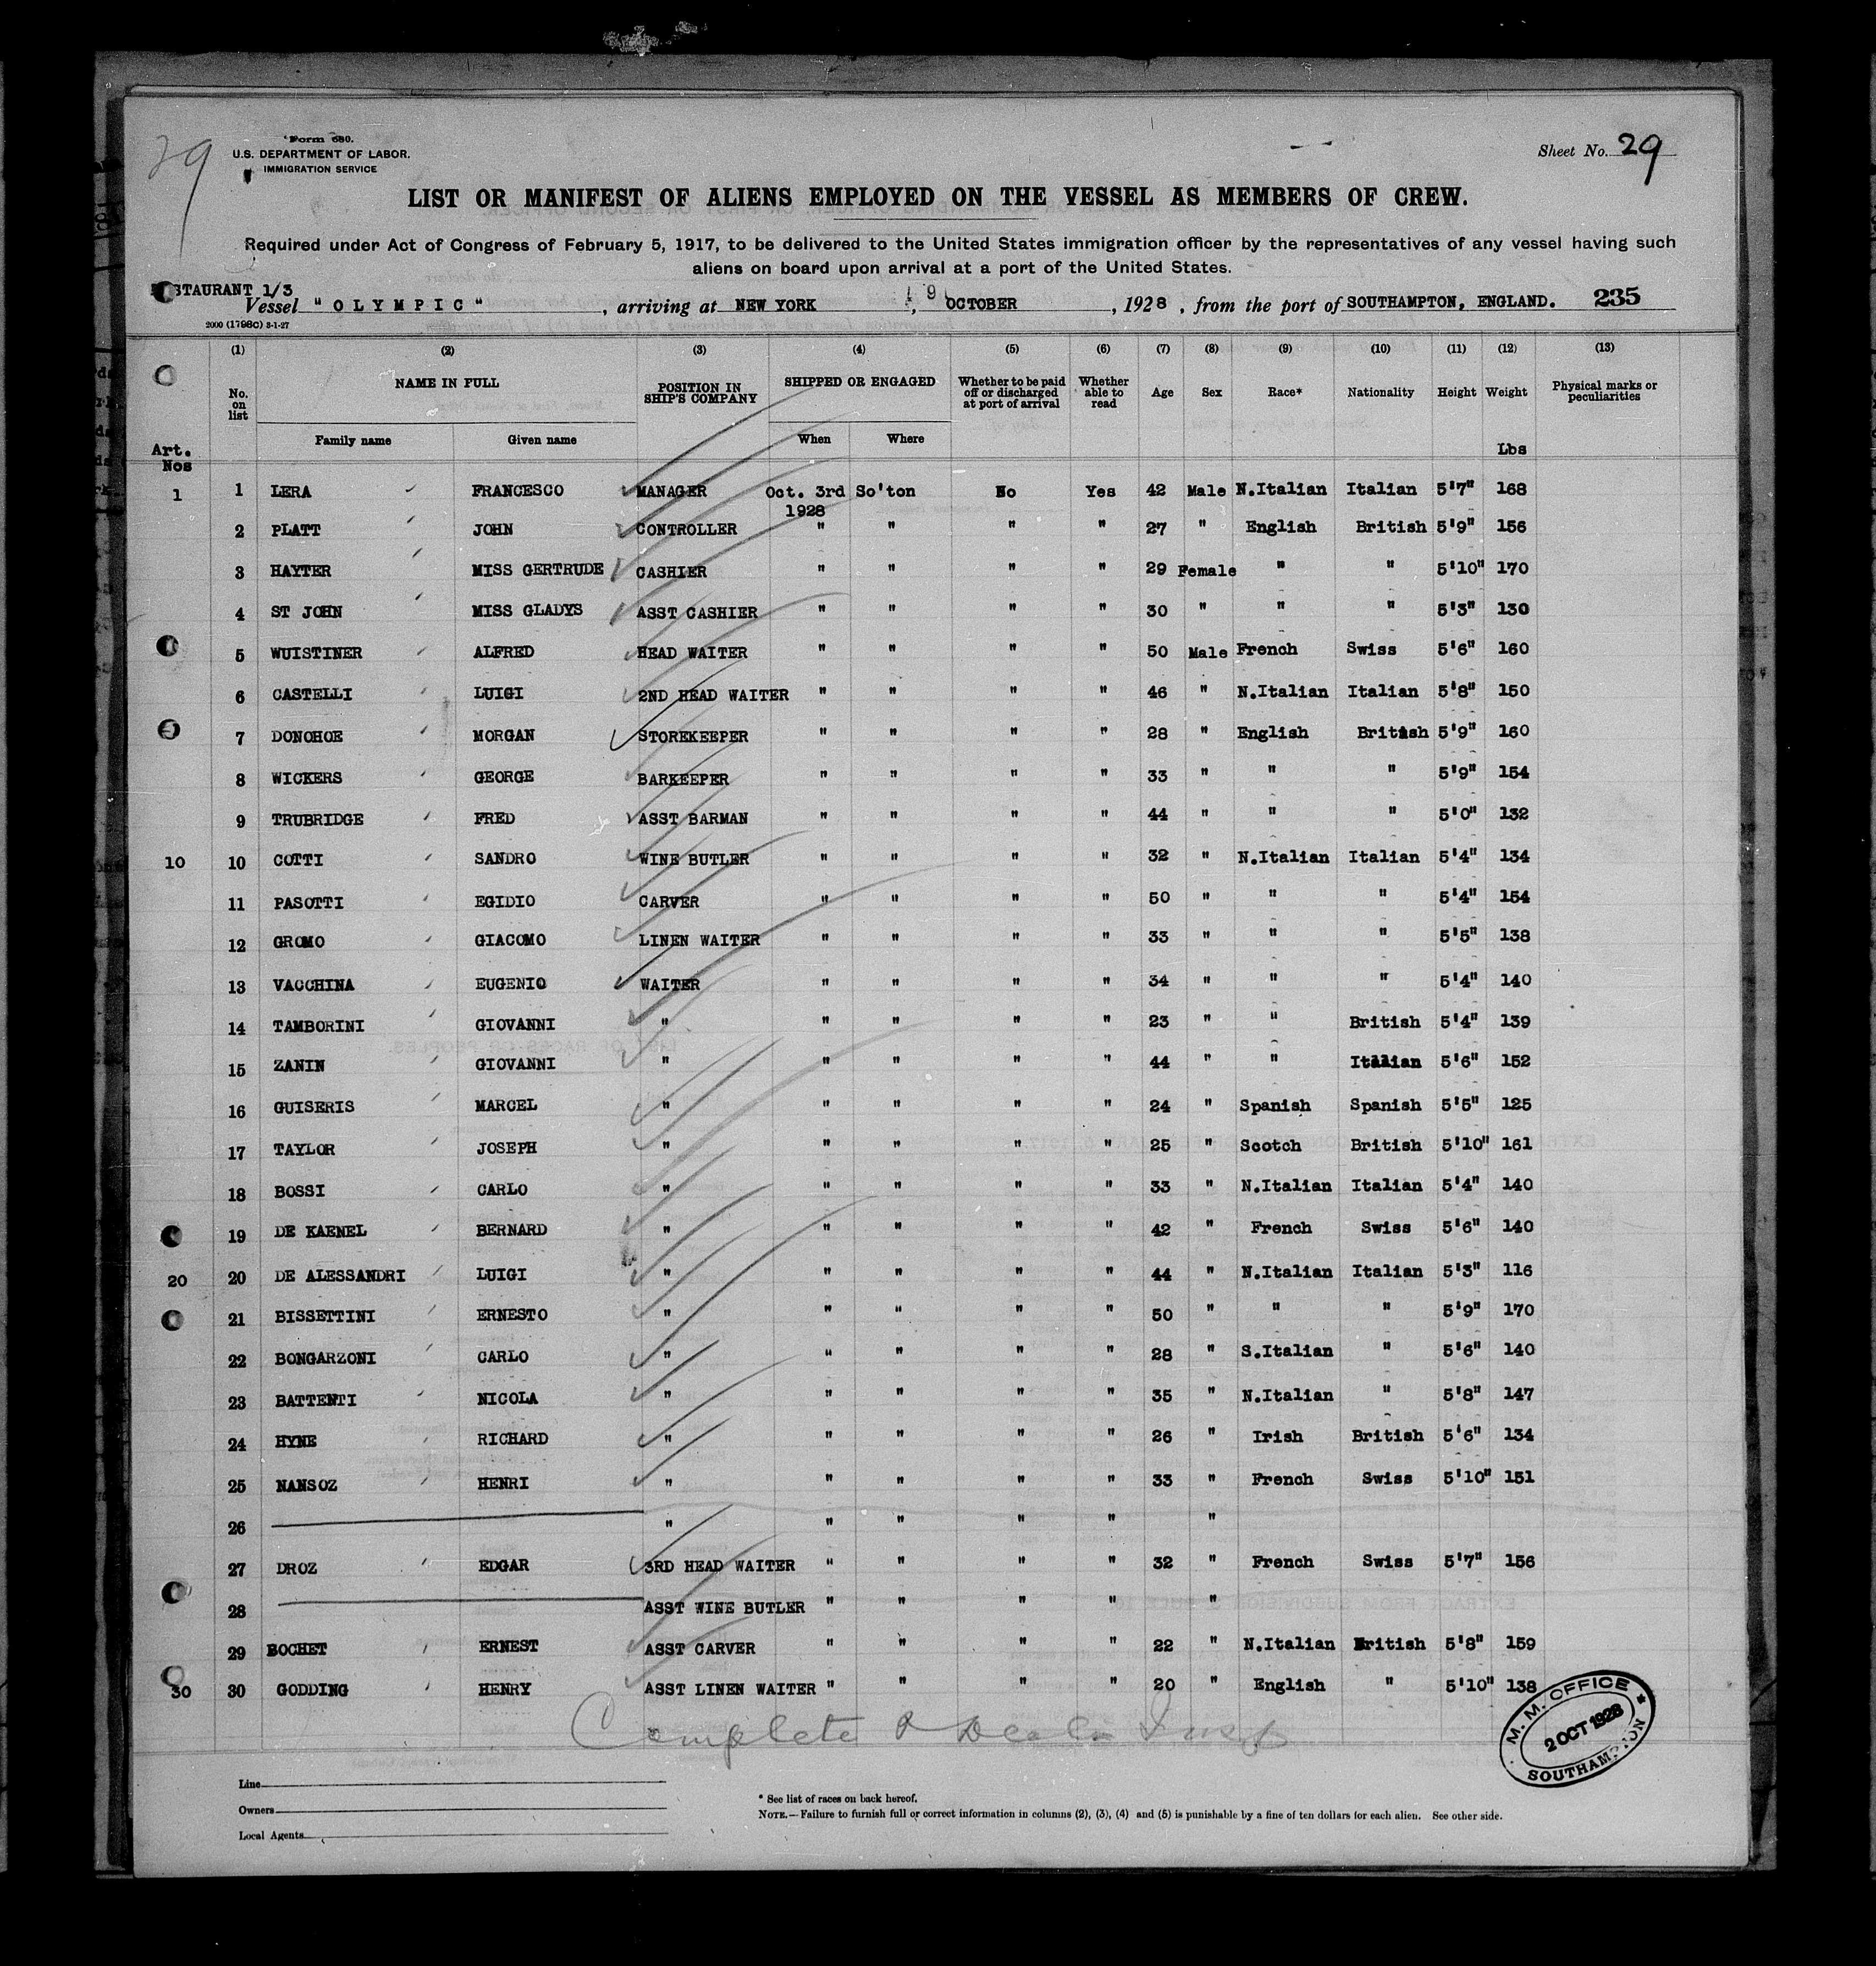 29
Form 680.
U.S. DEPARTMENT OF LABOR.
IMMIGRATION SERVICE
Sheet No. 29
LIST OR MANIFEST OF ALIENS EMPLOYED ON THE VESSEL AS MEMBERS OF CREW.
Required under Act of Congress of February 5, 1917, to be delivered to the United States immigration officer by the representatives of any vessel having such
aliens on board upon arrival at a port of the United States.
STAURANT 1/3
Vessel "OLYMPIC", arriving at NEW YORK, OCTOBER, 1928, from the port of SOUTHAMPTON, ENGLAND. 235
2000 (1798c) 3-1-27
(1) (2) (3) (4) (5) (6) (7) (8) (9) (10) (11) (12) (13)
No. on list NAME IN FULL POSITION IN SHIP'S COMPANY SHIPPED OR ENGAGED Whether to be paid off or discharged at port of arrival Whether able to read Age Sex Race* Nationality Height Weight Physical marks or peculiarities
Family name Given name When Where
Art. Nos Lbs
1 1 LERA FRANCESCO MANAGER Oct. 3rd 1928 So'ton No Yes 42 Male N.Italian Italian 5'7" 168
2 PLATT JOHN CONTROLLER " " " " 27 " English British 5'9" 156
3 HAYTER MISS GERTRUDE CASHIER " " " " 29 Female " " 5'10" 170
4 ST JOHN MISS GLADYS ASST CASHIER " " " " 30 " " " 5'3" 130
5 WUISTINER ALFRED HEAD WAITER " " " " 50 Male French Swiss 5'6" 160
6 CASTELLI LUIGI 2ND HEAD WAITER " " " " 46 " N.Italian Italian 5'8" 150
7 DONOHOE MORGAN STOREKEEPER " " " " 28 " English British 5'9" 160
8 WICKERS GEORGE BARKEEPER " " " " 33 " " " 5'9" 154
9 TRUBRIDGE FRED ASST BARMAN " " " " 44 " " " 5'0" 132
10 10 COTTI SANDRO WINE BUTLER " " " " 32 " N.Italian Italian 5'4" 134
11 PASOTTI EGIDIO CARVER " " " " 50 " " " 5'4" 154
12 GROMO GIACOMO LINEN WAITER " " " " 33 " " " 5'5" 138
13 VACCHINA EUGENIO WAITER " " " " 34 " " " 5'4" 140
14 TAMBORINI GIOVANNI " " " " " 23 " " British 5'4" 139
15 ZANIN GIOVANNI " " " " " 44 " " Italian 5'6" 152
16 GUISERIS MARCEL " " " " " 24 " Spanish Spanish 5'5" 125
17 TAYLOR JOSEPH " " " " " 25 " Scotch British 5'10" 161
18 BOSSI CARLO " " " " " 33 " N.Italian Italian 5'4" 140
19 DE KAENEL BERNARD " " " " " 42 " French Swiss 5'6" 140
20 20 DE ALESSANDRI LUIGI " " " " " 44 " N.Italian Italian 5'3" 116
21 BISSETTINI ERNESTO " " " " " 50 " " " 5'9" 170
22 BONGARZONI CARLO " " " " " 28 " S.Italian " 5'6" 140
23 BATTENTI NICOLA " " " " " 35 " N.Italian " 5'8" 147
24 HYNE RICHARD " " " " " 26 " Irish British 5'6" 134
25 NANSOZ HENRI " " " " " 33 " French Swiss 5'10" 151
26 " " " " " "
27 DROZ EDGAR 3RD HEAD WAITER " " " " 32 " French Swiss 5'7" 156
28 ASST WINE BUTLER " " " " "
29 BOCHET ERNEST ASST CARVER " " " " 22 " N.Italian British 5'8" 159
30 30 GODDING HENRY ASST LINEN WAITER " " " " 20 " English " 5'10" 138
Complete
M. M. OFFICE
2 OCT 1928
SOUTHAMPTON
Line
Owners
Local Agents
* See list of races on back hereof.
NOTE.—Failure to furnish full or correct information in columns (2), (3), (4) and (5) is punishable by a fine of ten dollars for each alien. See other side.